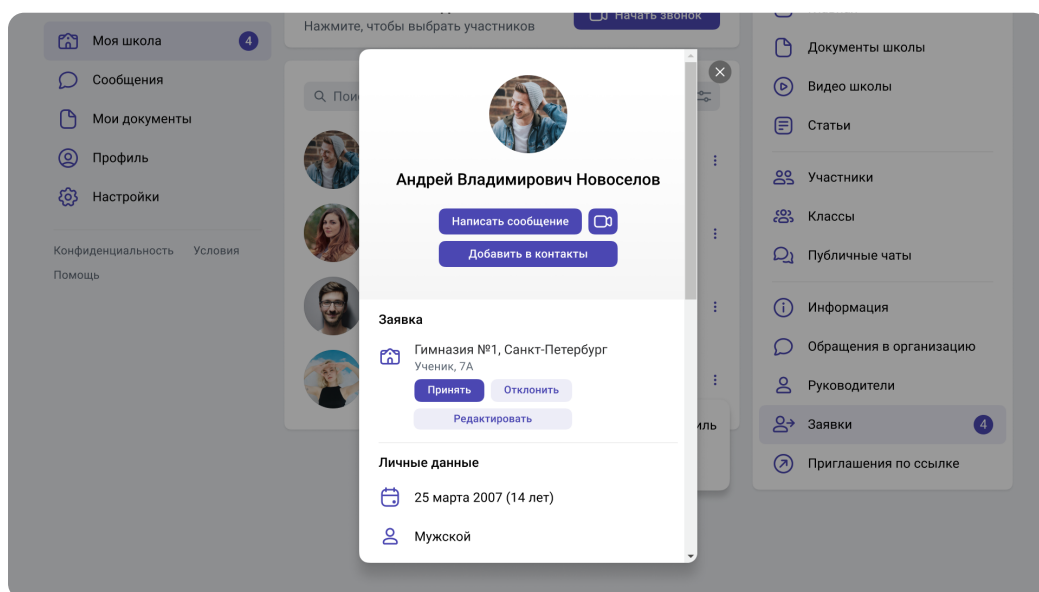 Моя школа
4
Сообщения
Мои документы
Профиль
Настройки
Конфиденциальность Условия
Помощь
Нажмите, чтобы выбрать участников
Начать звонок
Андрей Владимирович Новоселов
Написать сообщение
Добавить в контакты
Заявка
Гимназия №1, Санкт-Петербург
Ученик, 7А
Принять Отклонить
Редактировать
Личные данные
25 марта 2007 (14 лет)
Мужской
Документы школы
Видео школы
Статьи
Участники
Классы
Публичные чаты
Информация
Обращения в организацию
Руководители
Заявки
4
Приглашения по ссылке